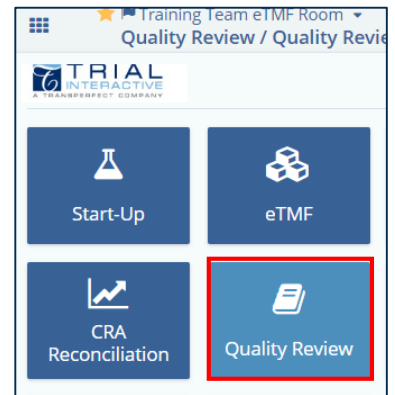 Training Team eTMF Room
Quality Review / Quality Revie
TRIAL
INTERACTIVE
A TRANSPERFECT COMPANY
Start-Up
eTMF
CRA
Reconciliation
Quality Review